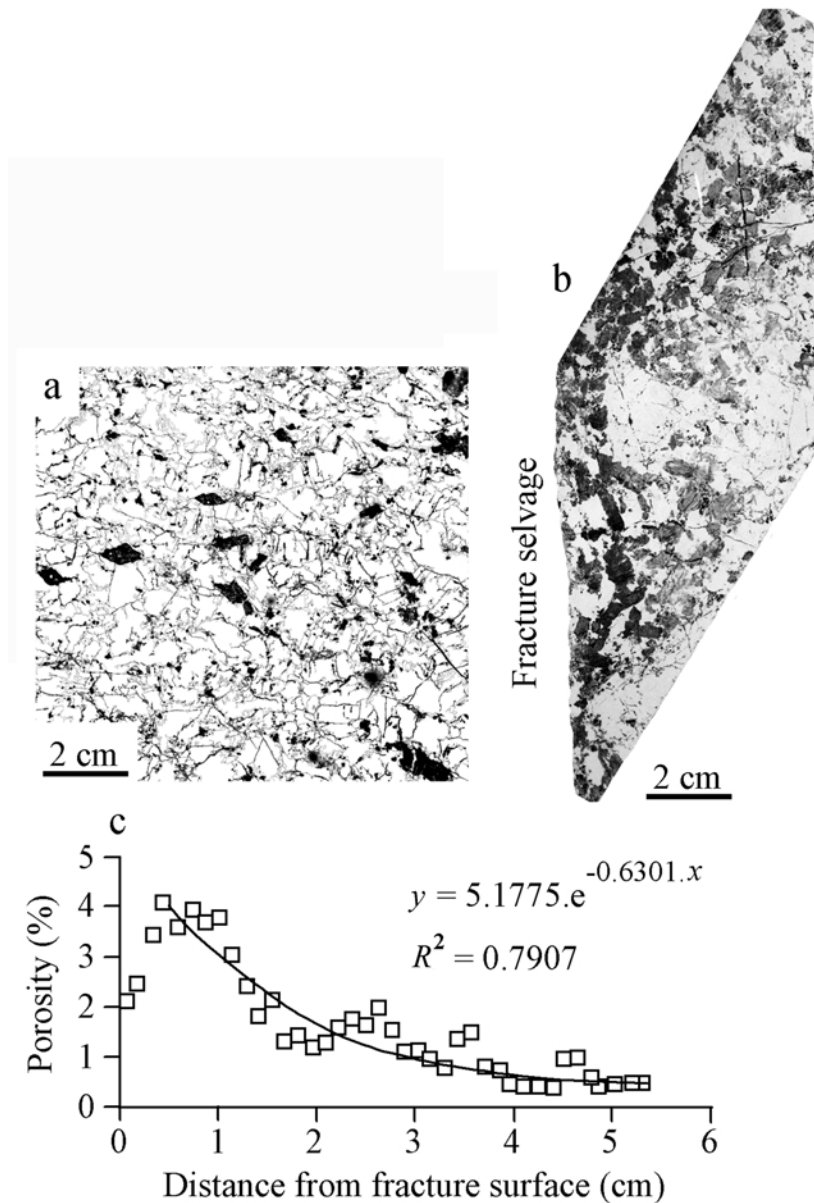 b
a
Fracture selvage
2 cm
2 cm
c
5
4
3
2
1
0
Porosity (%)
y = 5.1775.e^-0.6301.x
R² = 0.7907
0 1 2 3 4 5 6
Distance from fracture surface (cm)